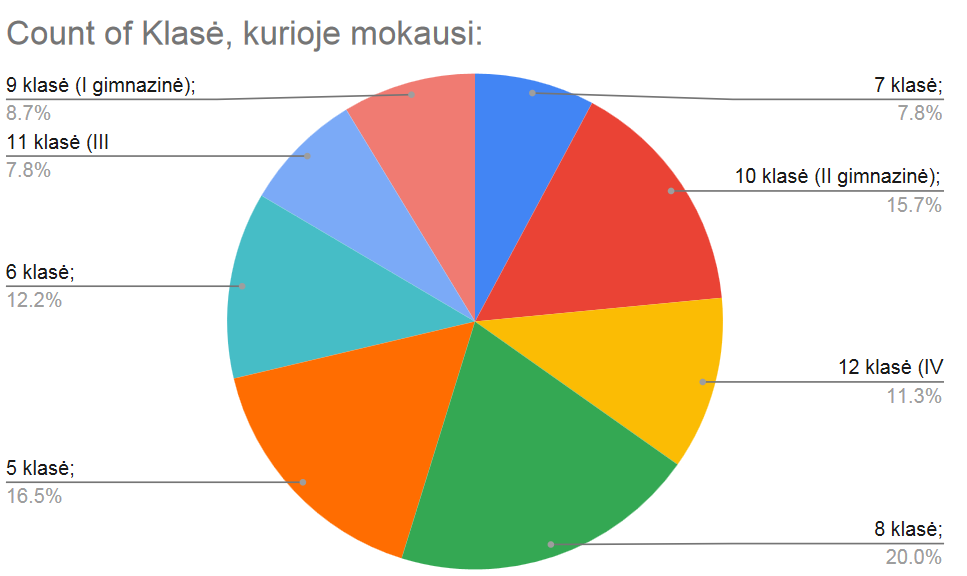 Count of Klasė, kurioje mokausi:
9 klasė (I gimnazinė);
8.7%
11 klasė (III
7.8%
6 klasė;
12.2%
5 klasė;
16.5%
7 klasė;
7.8%
10 klasė (II gimnazinė);
15.7%
12 klasė (IV
11.3%
8 klasė;
20.0%